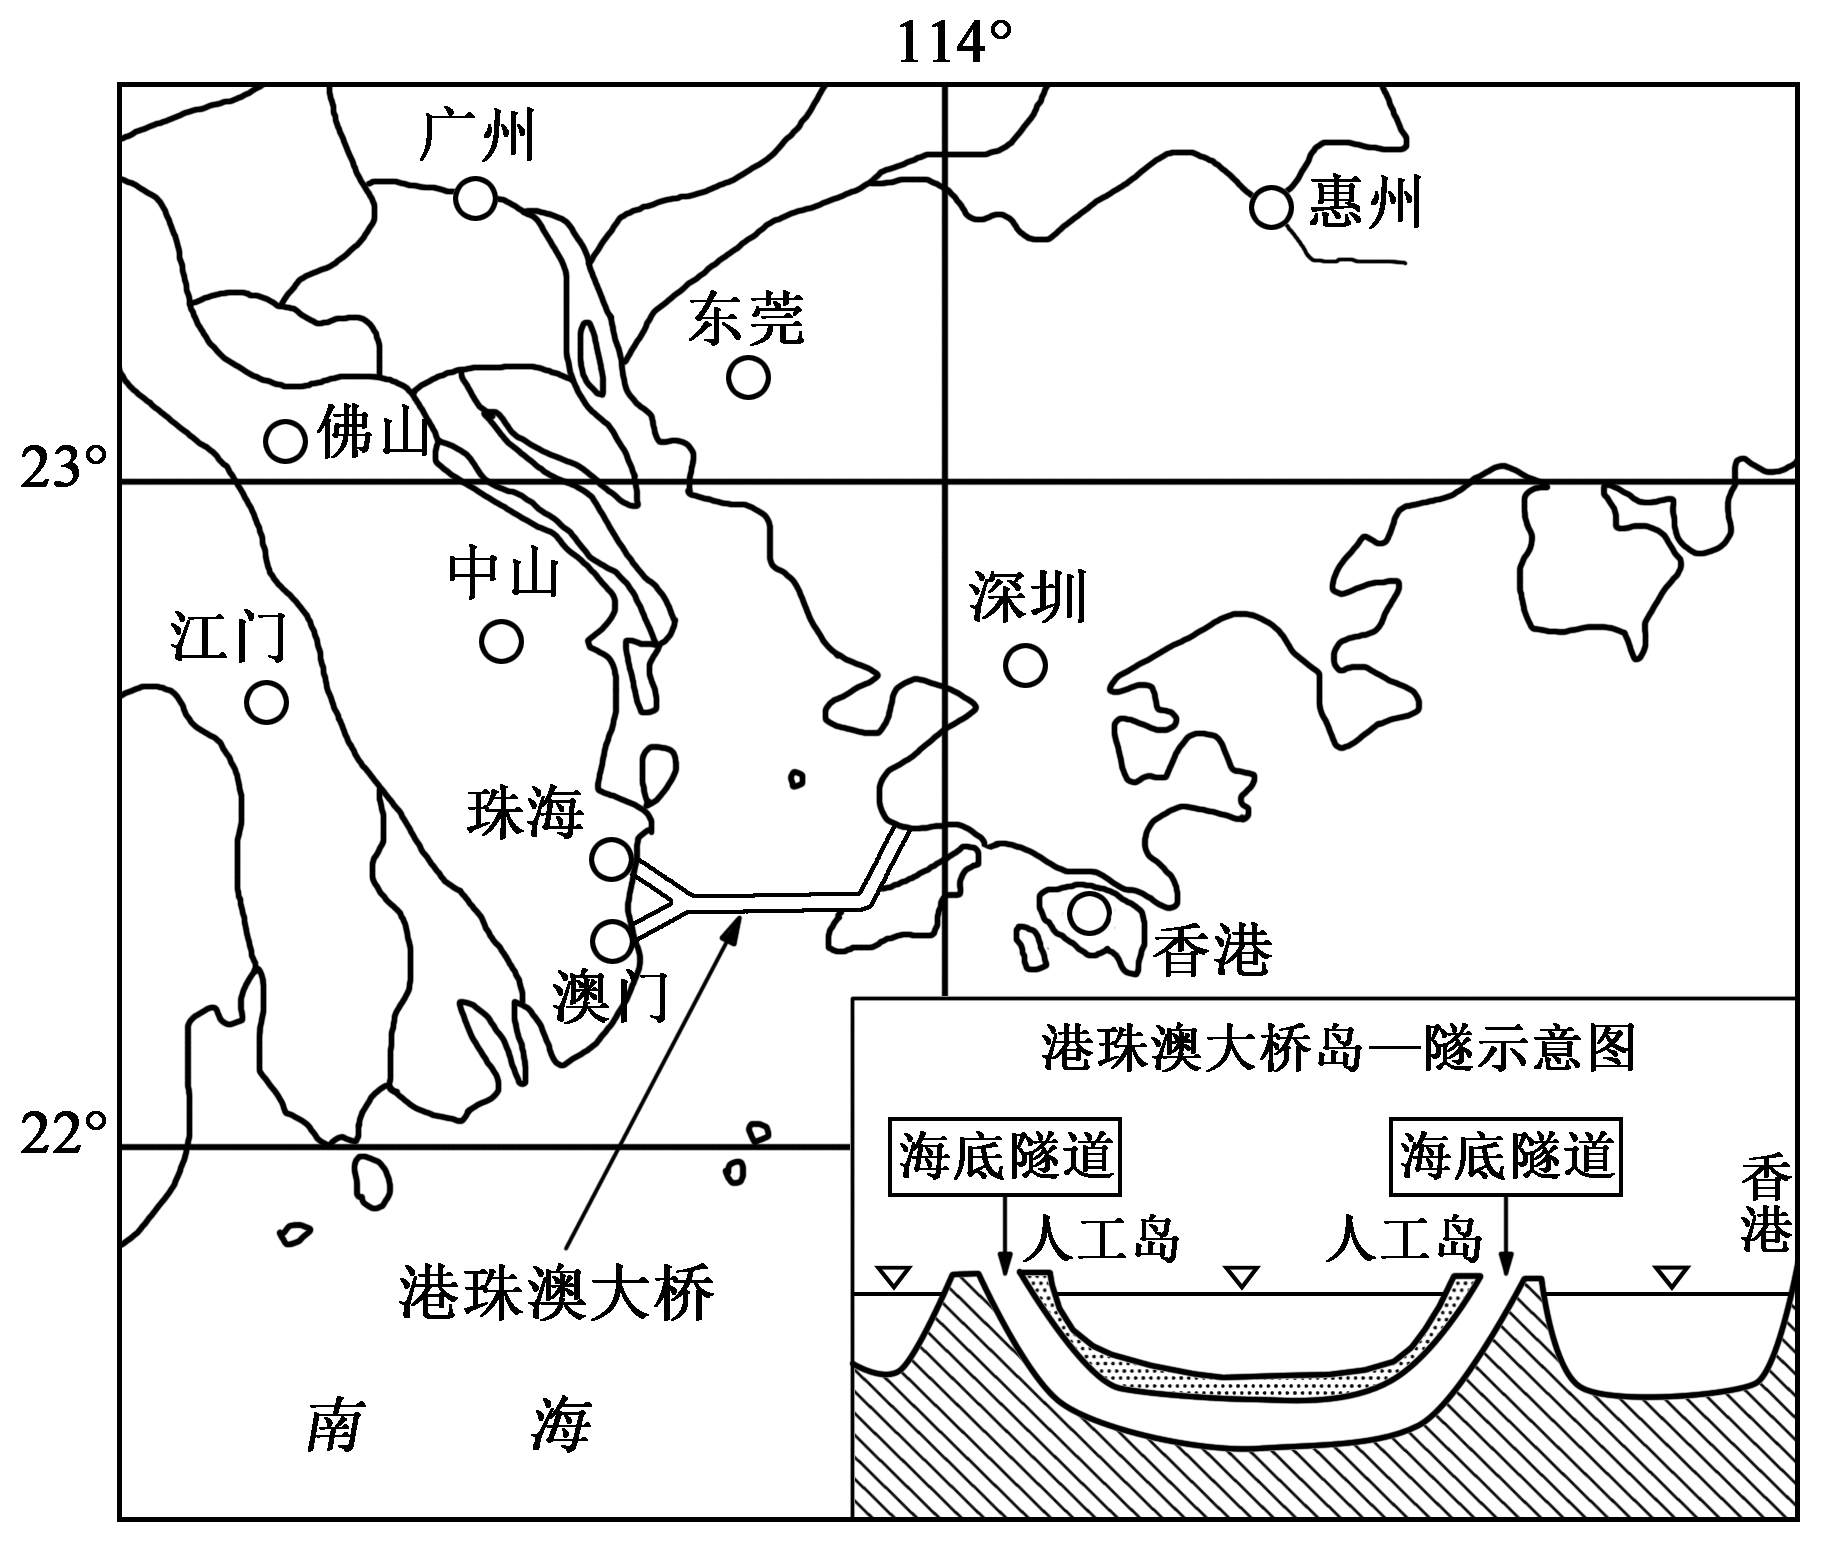 114°
广州
惠州
东莞
佛山
23°
中山
深圳
江门
珠海
香港
澳门
港珠澳大桥岛—隧示意图
22°
海底隧道
海底隧道
香港
人工岛
人工岛
港珠澳大桥
南海